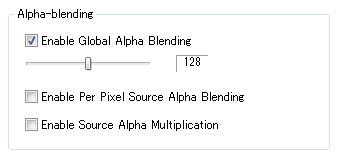 Alpha-blending
Enable Global Alpha Blending
128
Enable Per Pixel Source Alpha Blending
Enable Source Alpha Multiplication